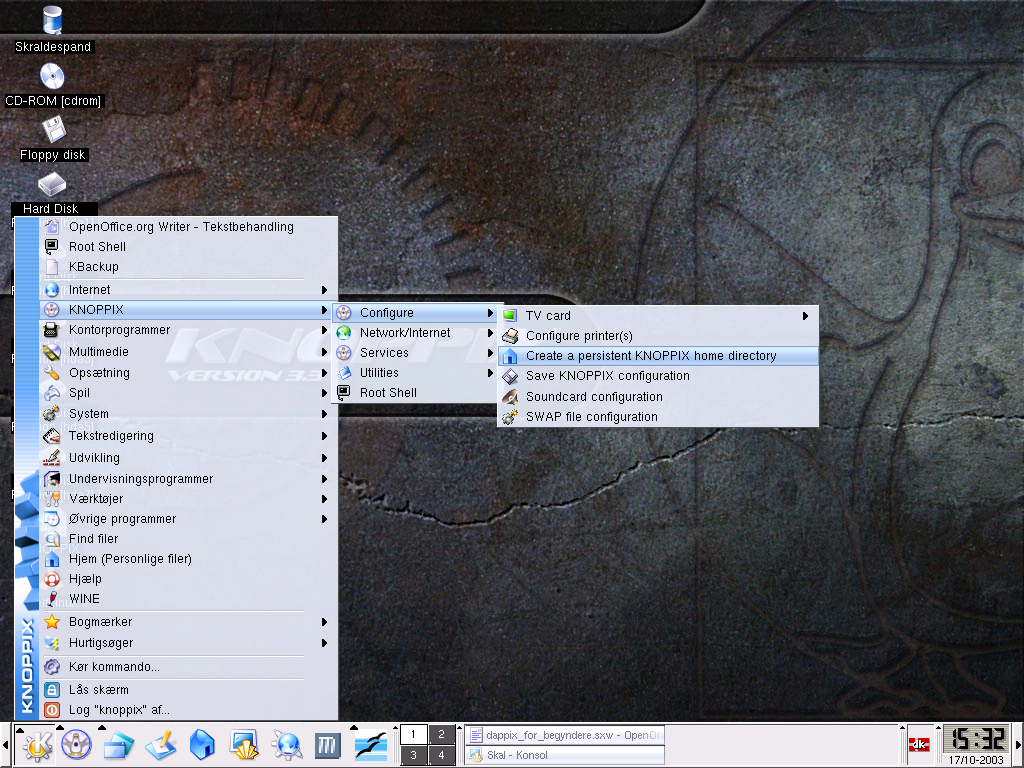 Skraldespand
CD-ROM [cdrom]
Floppy disk
Hard Disk
OpenOffice.org Writer - Tekstbehandling
Root Shell
KBackup
Internet
KNOPPIX
Kontorprogrammer
Multimedie
Opsætning
Spil
System
Tekstredigering
Udvikling
Undervisningsprogrammer
Værktøjer
Øvrige programmer
Find filer
Hjem (Personlige filer)
Hjælp
WINE
Bogmærker
Hurtigsøger
Kør kommando...
Lås skærm
Log "knoppix" af...
KNOPPIX
Configure
Network/Internet
Services
Utilities
Root Shell
TV card
Configure printer(s)
Create a persistent KNOPPIX home directory
Save KNOPPIX configuration
Soundcard configuration
SWAP file configuration
KNOPPIX
VERSION 3.3
1 2
3 4
dappix_for_begyndere.sxw - OpenOr
Skal - Konsol
dk
15:32
17/10-2003